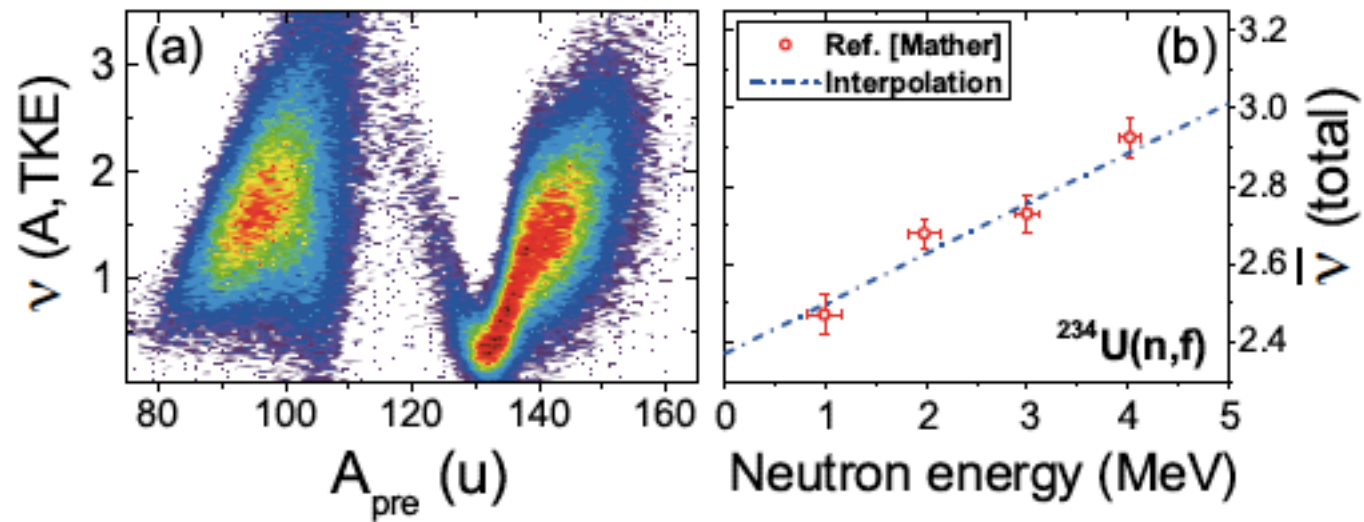 (a)
ν (A,TKE)
3
2
1
80 100 120 140 160
A_pre (u)
(b)
Ref. [Mather]
Interpolation
²³⁴U(n,f)
3.2
3.0
2.8
2.6
2.4
ν̅ (total)
0 1 2 3 4 5
Neutron energy (MeV)